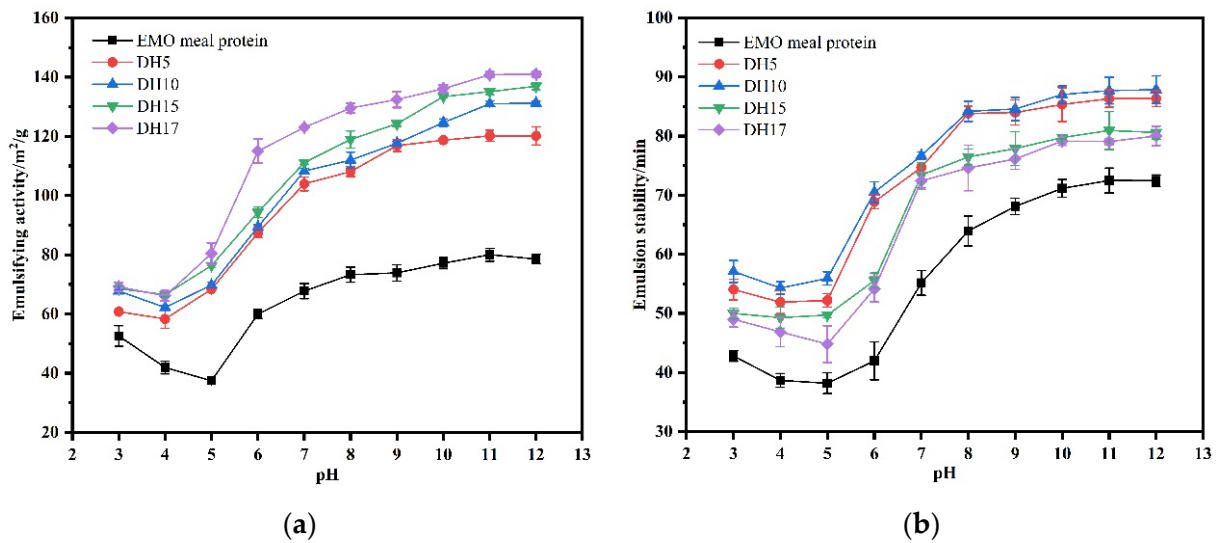 160
140
120
100
80
60
40
20
Emulsifying activity/m²/g
EMO meal protein
DH5
DH10
DH15
DH17
2 3 4 5 6 7 8 9 10 11 12 13
pH
(a)
100
90
80
70
60
50
40
30
Emulsion stability/min
EMO meal protein
DH5
DH10
DH15
DH17
2 3 4 5 6 7 8 9 10 11 12 13
pH
(b)